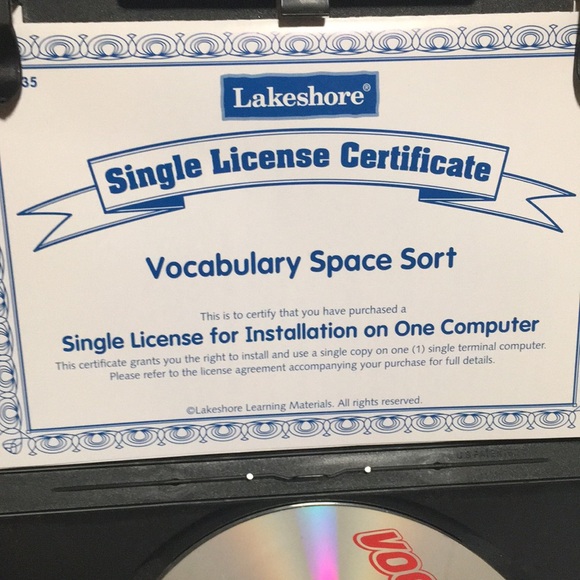 35
Lakeshore®
Single License Certificate
Vocabulary Space Sort
This is to certify that you have purchased a
Single License for Installation on One Computer
This certificate grants you the right to install and use a single copy on one (1) single terminal computer.
Please refer to the license agreement accompanying your purchase for full details.
©Lakeshore Learning Materials. All rights reserved.